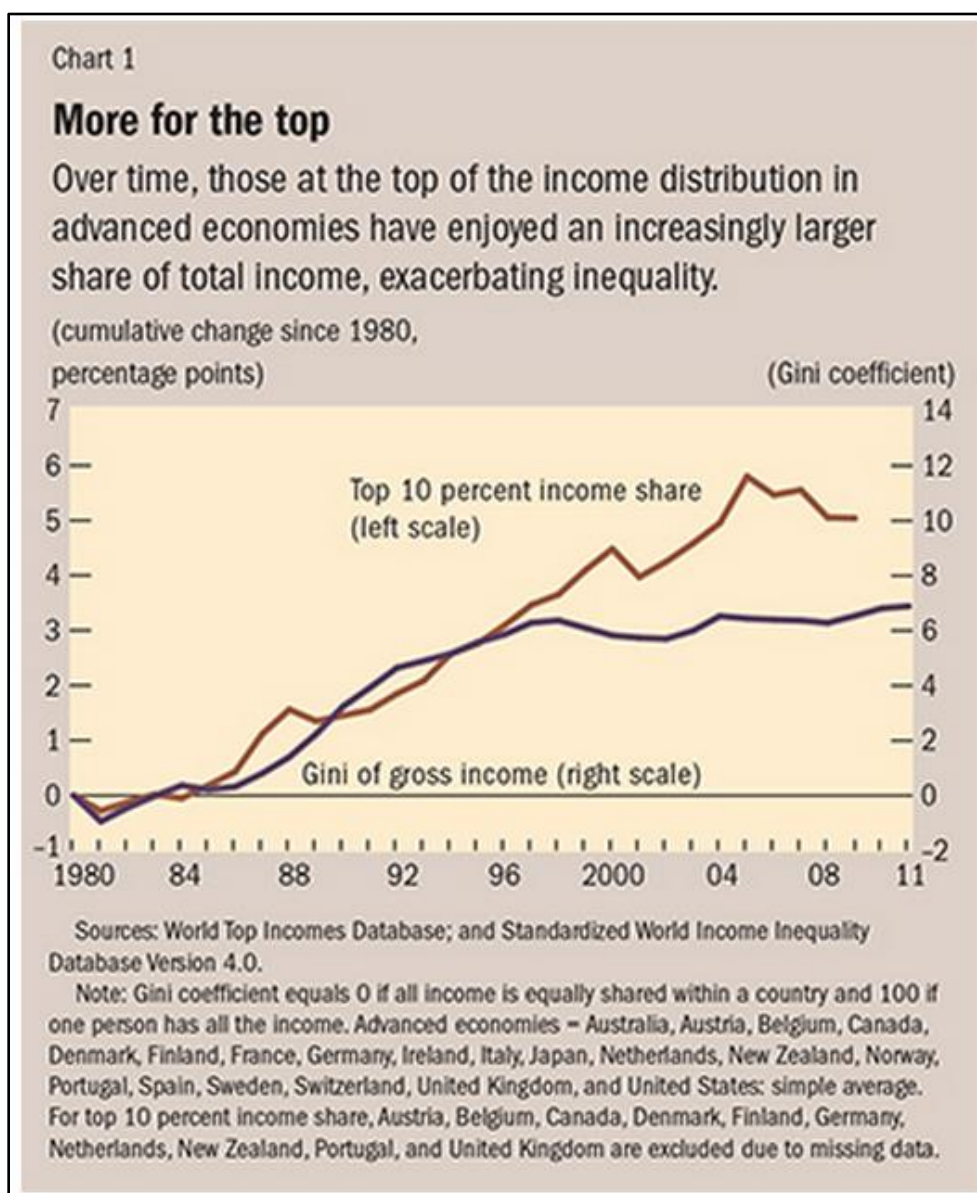 Chart 1
More for the top
Over time, those at the top of the income distribution in
advanced economies have enjoyed an increasingly larger
share of total income, exacerbating inequality.
(cumulative change since 1980,
percentage points) (Gini coefficient)
7 14
6 12
Top 10 percent income share
(left scale)
5 10
4 8
3 6
2 4
1 2
Gini of gross income (right scale)
0 0
–1 –2
1980 84 88 92 96 2000 04 08 11
Sources: World Top Incomes Database; and Standardized World Income Inequality
Database Version 4.0.
Note: Gini coefficient equals 0 if all income is equally shared within a country and 100 if
one person has all the income. Advanced economies = Australia, Austria, Belgium, Canada,
Denmark, Finland, France, Germany, Ireland, Italy, Japan, Netherlands, New Zealand, Norway,
Portugal, Spain, Sweden, Switzerland, United Kingdom, and United States: simple average.
For top 10 percent income share, Austria, Belgium, Canada, Denmark, Finland, Germany,
Netherlands, New Zealand, Portugal, and United Kingdom are excluded due to missing data.